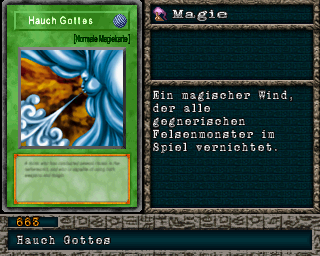 Hauch Gottes
[Normale Magiekarte]
Magie
Ein magischer Wind,
der alle
gegnerischen
Felsenmonster im
Spiel vernichtet.
663
Hauch Gottes